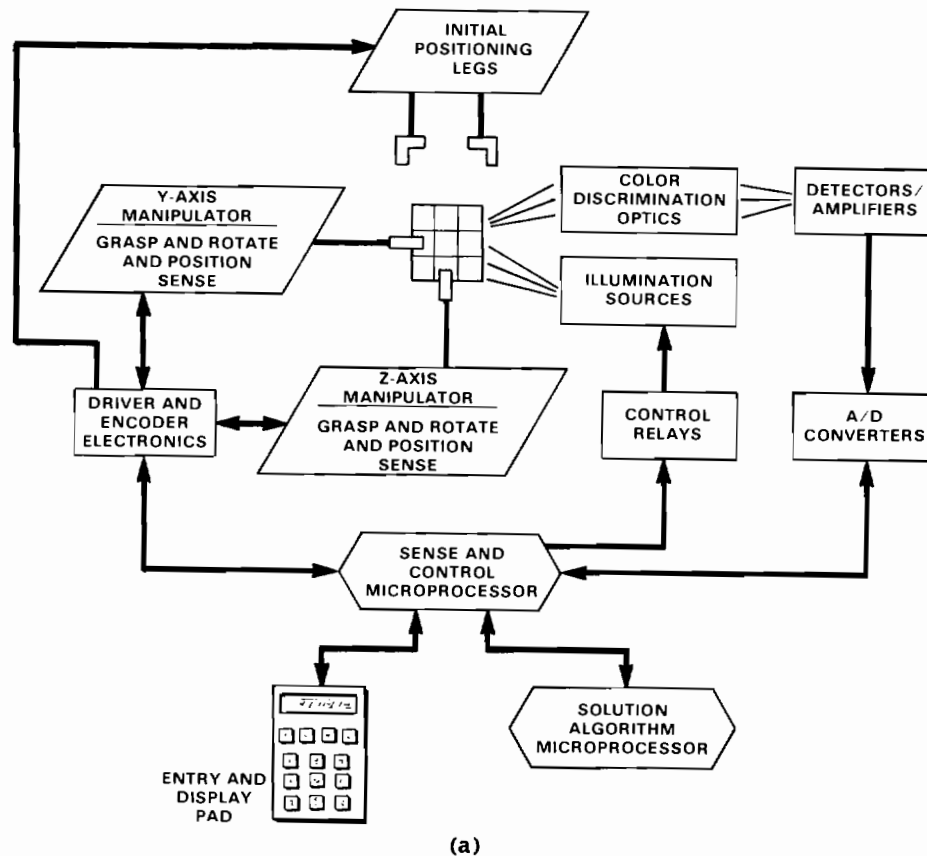 INITIAL
POSITIONING
LEGS
Y-AXIS
MANIPULATOR
GRASP AND ROTATE
AND POSITION
SENSE
COLOR
DISCRIMINATION
OPTICS
DETECTORS/
AMPLIFIERS
ILLUMINATION
SOURCES
Z-AXIS
MANIPULATOR
GRASP AND ROTATE
AND POSITION
SENSE
DRIVER AND
ENCODER
ELECTRONICS
CONTROL
RELAYS
A/D
CONVERTERS
SENSE AND
CONTROL
MICROPROCESSOR
SOLUTION
ALGORITHM
MICROPROCESSOR
ENTRY AND
DISPLAY
PAD
(a)